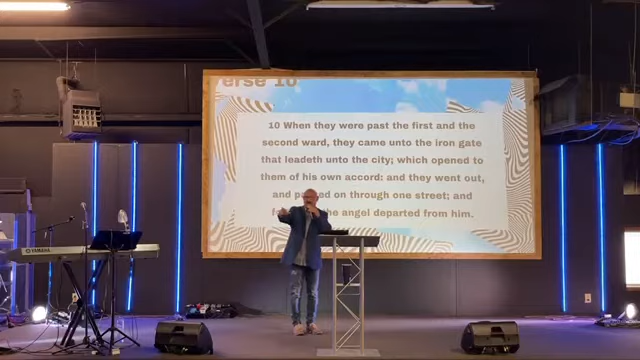 erse 10
10 When they were past the first and the
second ward, they came unto the iron gate
that leadeth unto the city; which opened to
them of his own accord: and they went out,
and on through one street; and
the angel departed from him.
YAMAHA